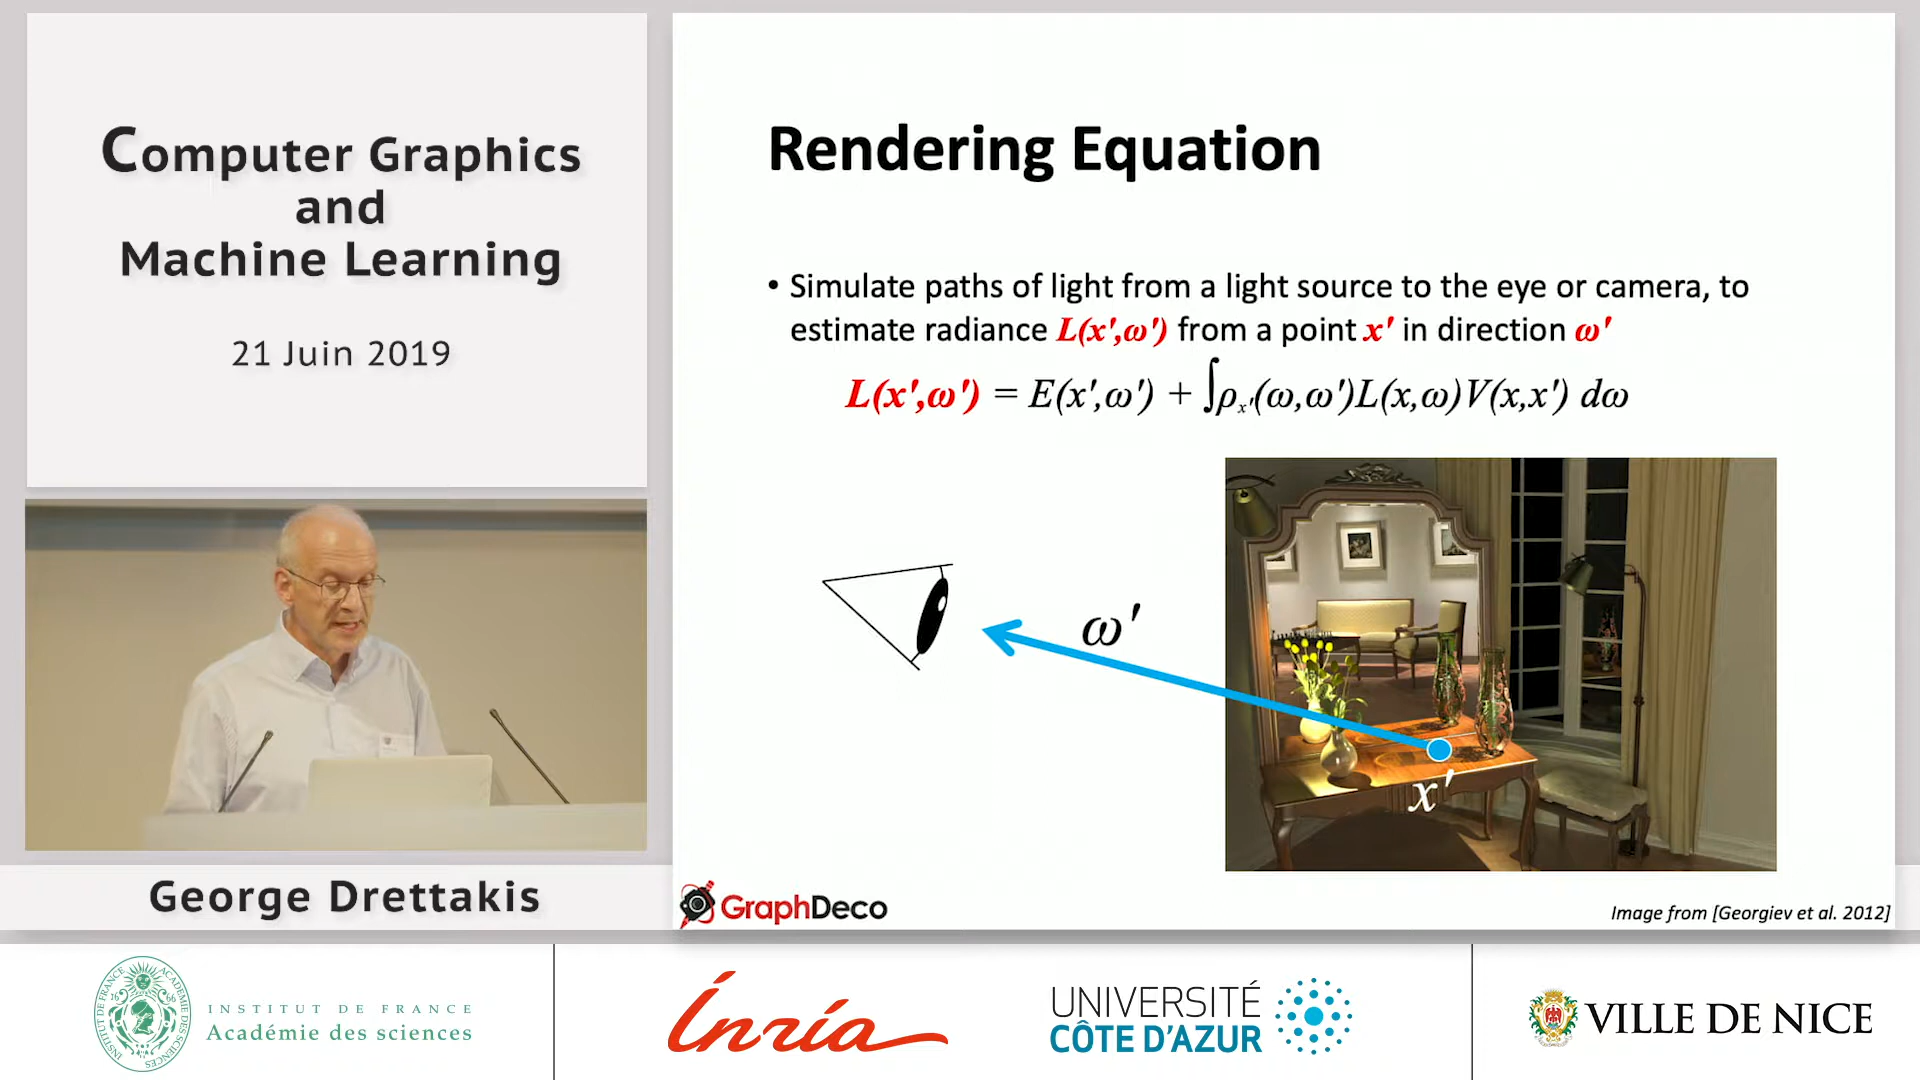 Computer Graphics
and
Machine Learning
21 Juin 2019
George Drettakis
Rendering Equation
• Simulate paths of light from a light source to the eye or camera, to
estimate radiance L(x',ω') from a point x' in direction ω'
L(x',ω') = E(x',ω') + ∫ρx'(ω,ω')L(x,ω)V(x,x') dω
ω'
x'
GraphDeco
Image from [Georgiev et al. 2012]
INSTITUT DE FRANCE
Académie des sciences
Inría
UNIVERSITÉ
CÔTE D'AZUR
VILLE DE NICE